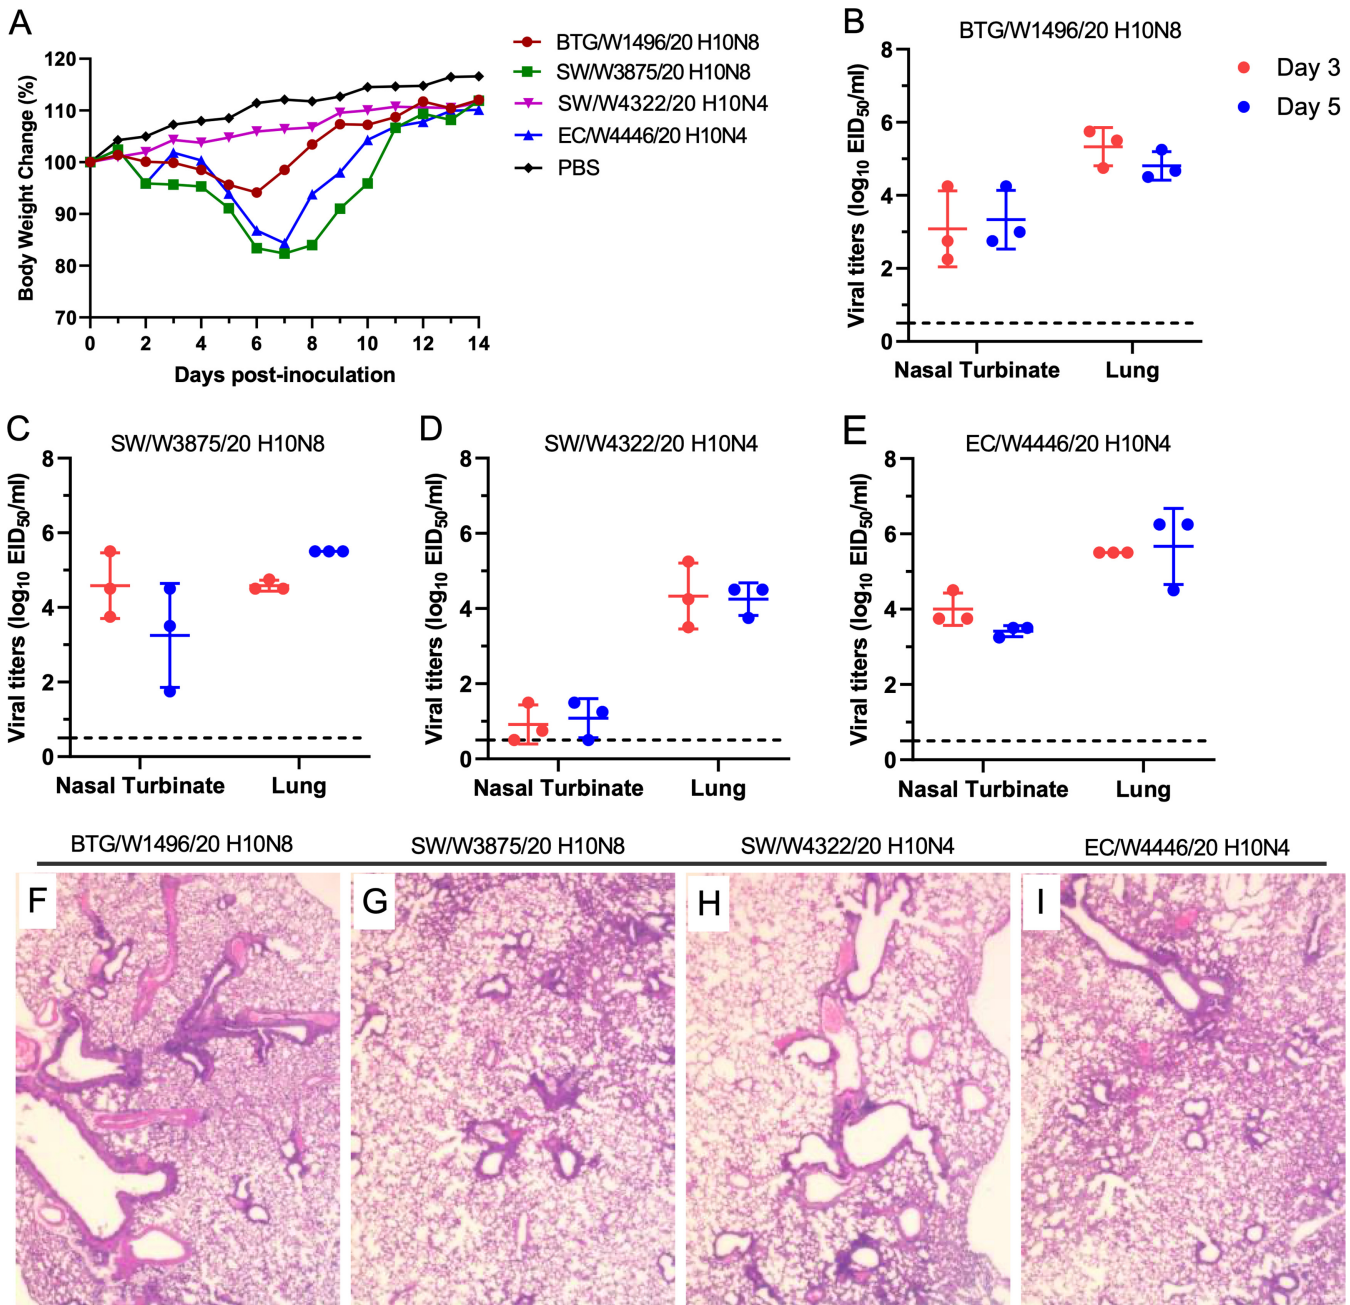 A
120
110
100
90
80
70
Body Weight Change (%)
0 2 4 6 8 10 12 14
Days post-inoculation
BTG/W1496/20 H10N8
SW/W3875/20 H10N8
SW/W4322/20 H10N4
EC/W4446/20 H10N4
PBS
B
BTG/W1496/20 H10N8
8
6
4
2
0
Viral titers (log10 EID50/ml)
Nasal Turbinate Lung
Day 3
Day 5
C
SW/W3875/20 H10N8
8
6
4
2
0
Viral titers (log10 EID50/ml)
Nasal Turbinate Lung
D
SW/W4322/20 H10N4
8
6
4
2
0
Viral titers (log10 EID50/ml)
Nasal Turbinate Lung
E
EC/W4446/20 H10N4
8
6
4
2
0
Viral titers (log10 EID50/ml)
Nasal Turbinate Lung
BTG/W1496/20 H10N8 SW/W3875/20 H10N8 SW/W4322/20 H10N4 EC/W4446/20 H10N4
F G H I